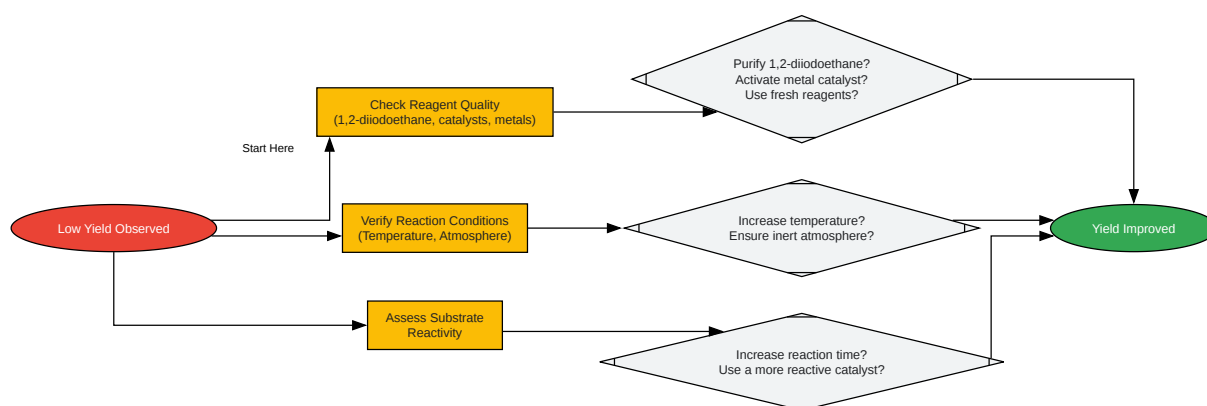 Purify 1,2-diiodoethane?
Activate metal catalyst?
Use fresh reagents?
Check Reagent Quality
(1,2-diiodoethane, catalysts, metals)
Start Here
Low Yield Observed
Verify Reaction Conditions
(Temperature, Atmosphere)
Increase temperature?
Ensure inert atmosphere?
Yield Improved
Assess Substrate
Reactivity
Increase reaction time?
Use a more reactive catalyst?